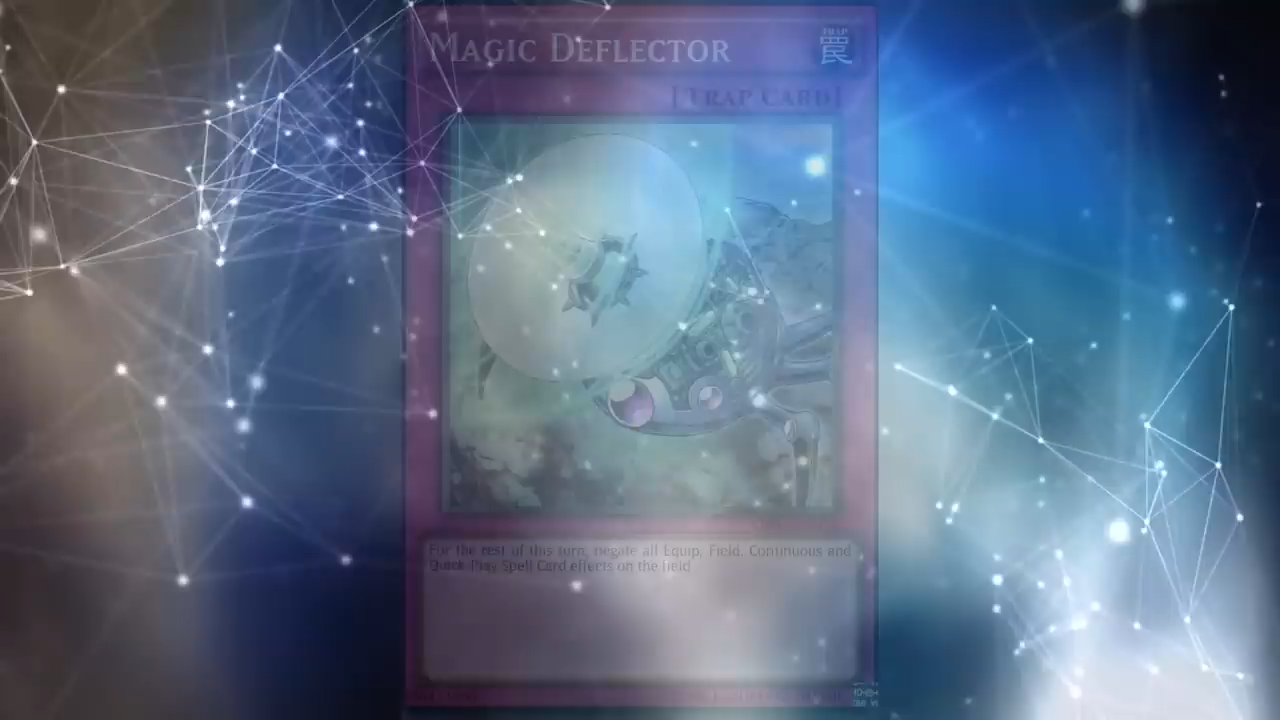 MAGIC DEFLECTOR
TRAP
罠
[TRAP CARD]
For the rest of this turn, negate all Equip, Field, Continuous and
Quick-Play Spell Card effects on the field